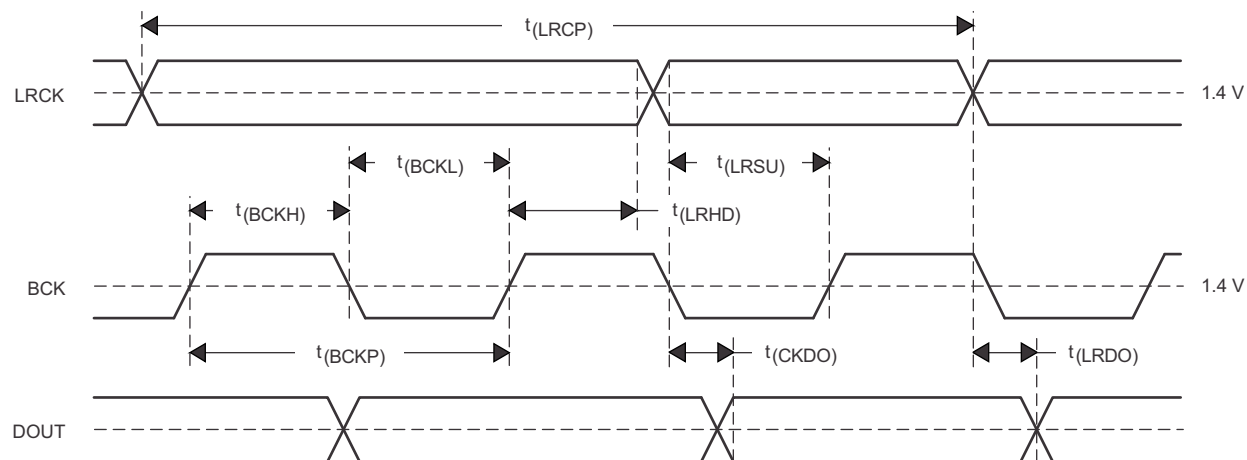 t(LRCP)
LRCK
1.4 V
t(BCKL)
t(LRSU)
t(BCKH)
t(LRHD)
BCK
1.4 V
t(BCKP)
t(CKDO)
t(LRDO)
DOUT